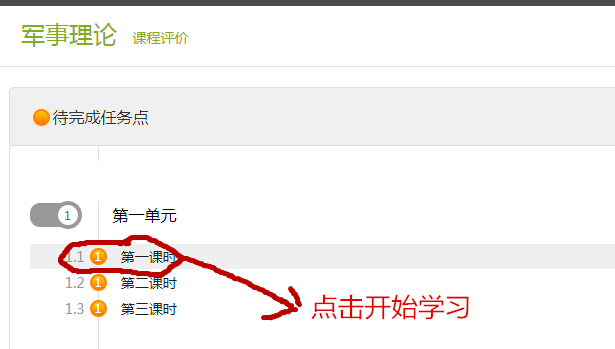 军事理论 课程评价
待完成任务点
1 第一单元
1.1 1 第一课时
1.2 1 第二课时
1.3 1 第三课时
点击开始学习